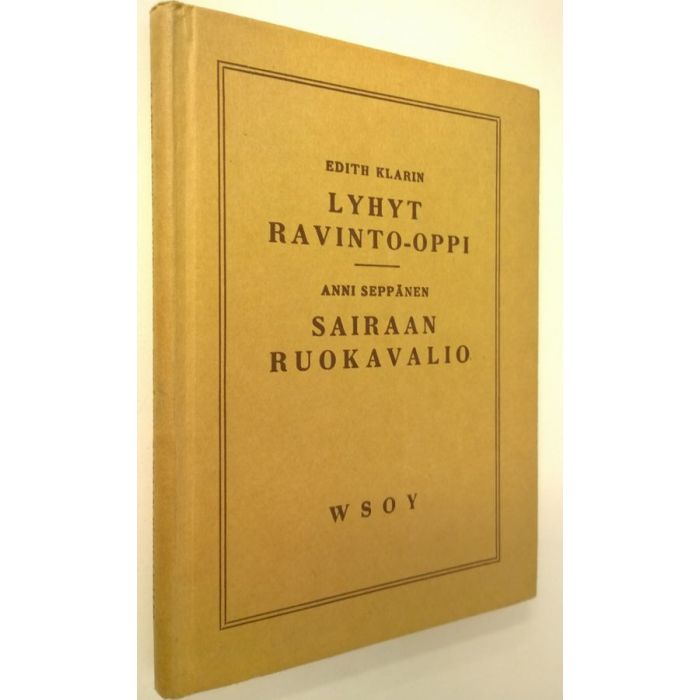 EDITH KLARIN
LYHYT
RAVINTO-OPPI
ANNI SEPPÄNEN
SAIRAAN
RUOKAVALIO
WSOY